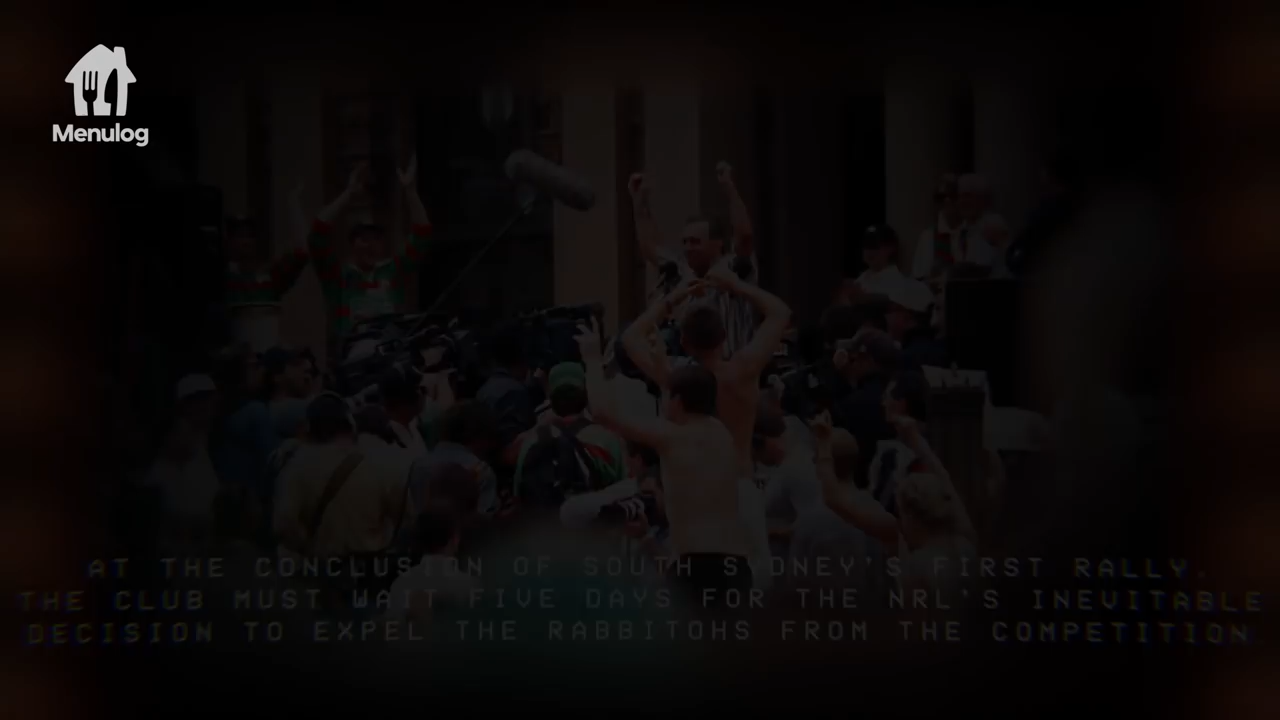 Menulog
AT THE CONCLUSION OF SOUTH SYDNEY'S FIRST RALLY.
THE CLUB MUST WAIT FIVE DAYS FOR THE NRL'S INEVITABLE
DECISION TO EXPEL THE RABBITOHS FROM THE COMPETITION.